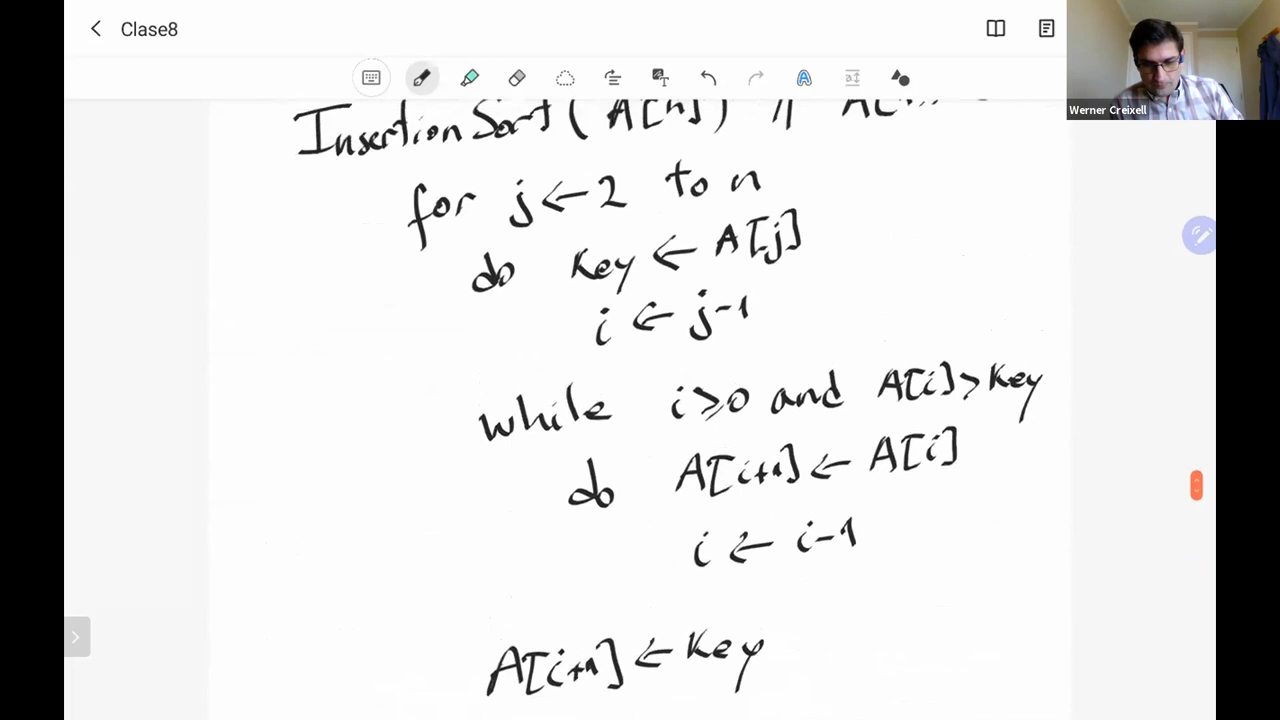 Clase8
Werner Creixell
InsertionSort (A[n]) //
for j ← 2 to n
do Key ← A[j]
i ← j-1
while i ≥ 0 and A[i] > Key
do A[i+1] ← A[i]
i ← i-1
A[i+1] ← Key